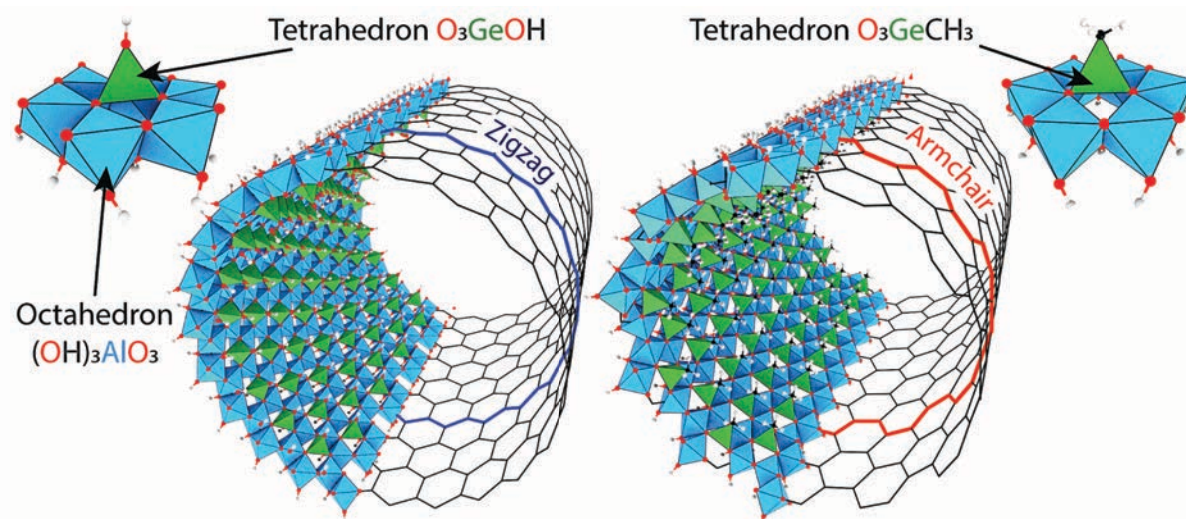 Tetrahedron O₃GeOH
Tetrahedron O₃GeCH₃
Zigzag
Armchair
Octahedron
(OH)₃AlO₃